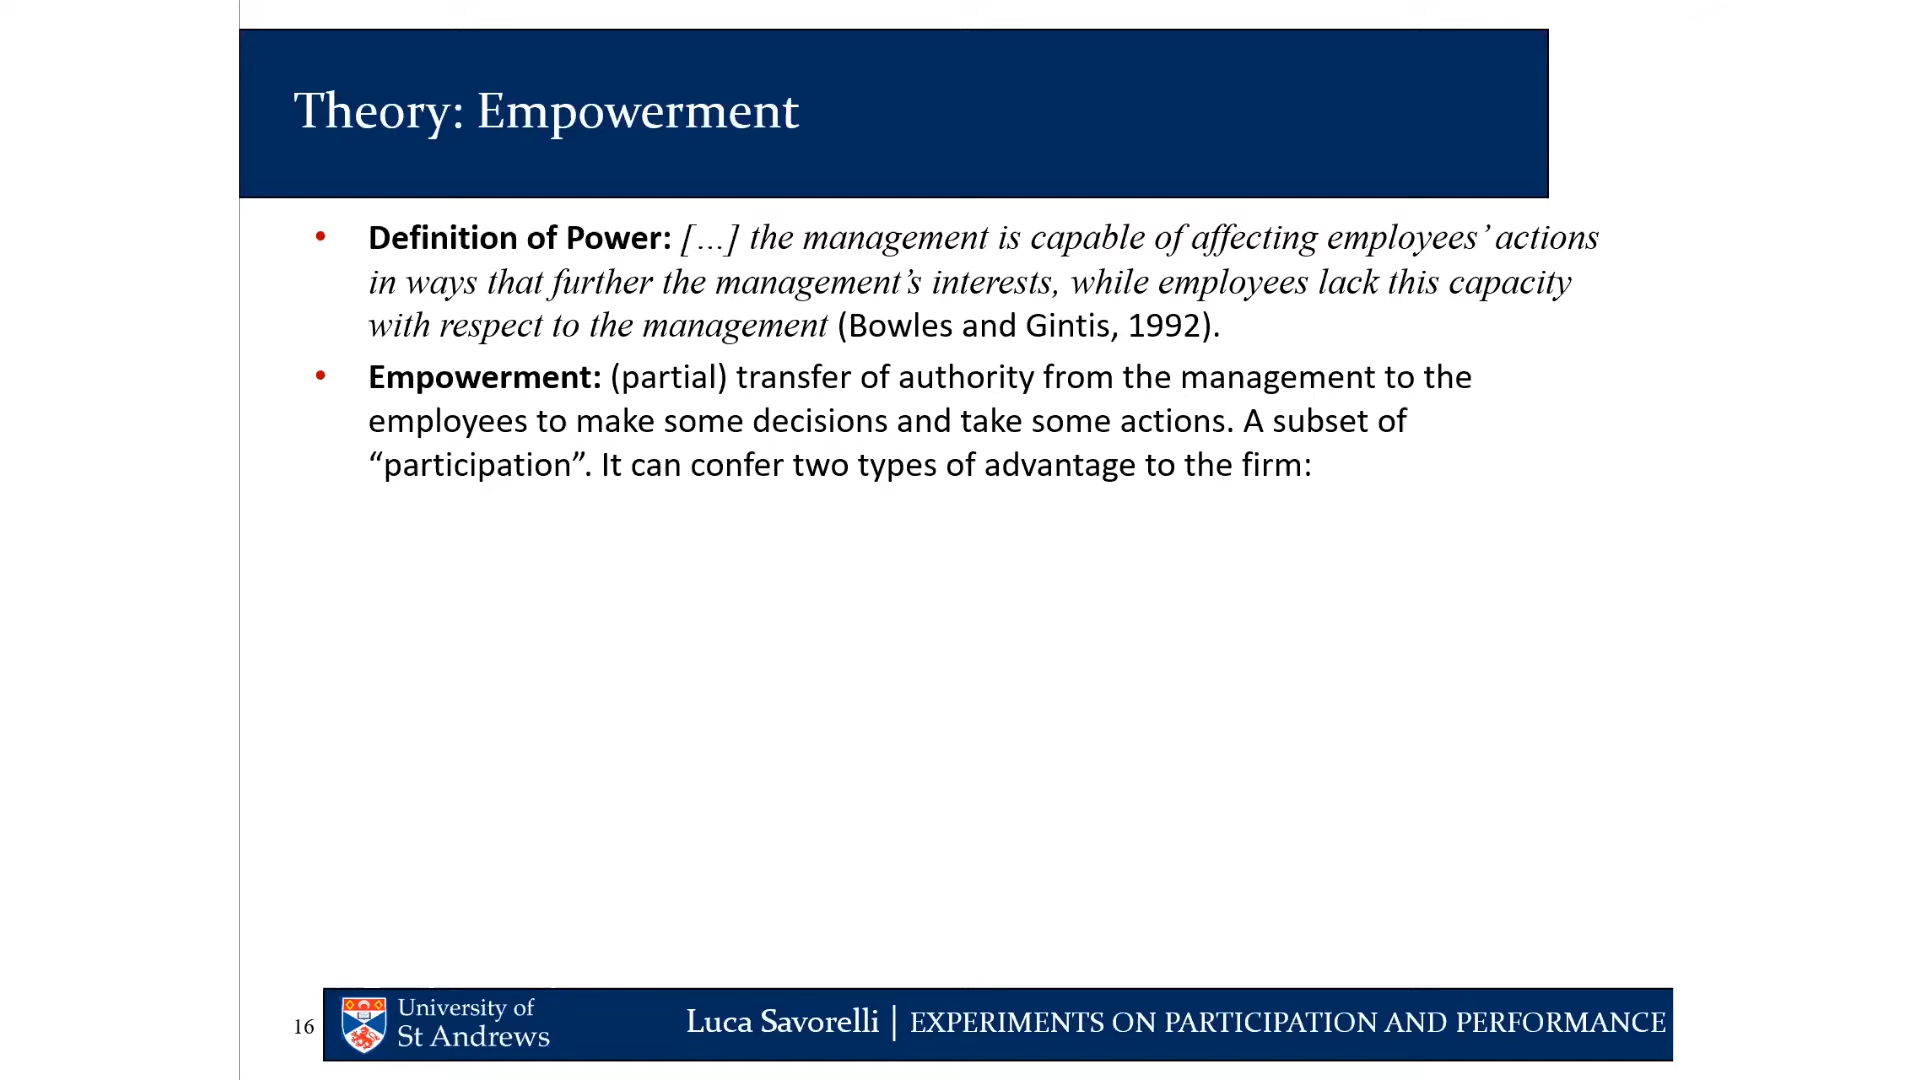 Theory: Empowerment
• Definition of Power: […] the management is capable of affecting employees’ actions
in ways that further the management’s interests, while employees lack this capacity
with respect to the management (Bowles and Gintis, 1992).
• Empowerment: (partial) transfer of authority from the management to the
employees to make some decisions and take some actions. A subset of
“participation”. It can confer two types of advantage to the firm:
16
University of
St Andrews
Luca Savorelli | EXPERIMENTS ON PARTICIPATION AND PERFORMANCE